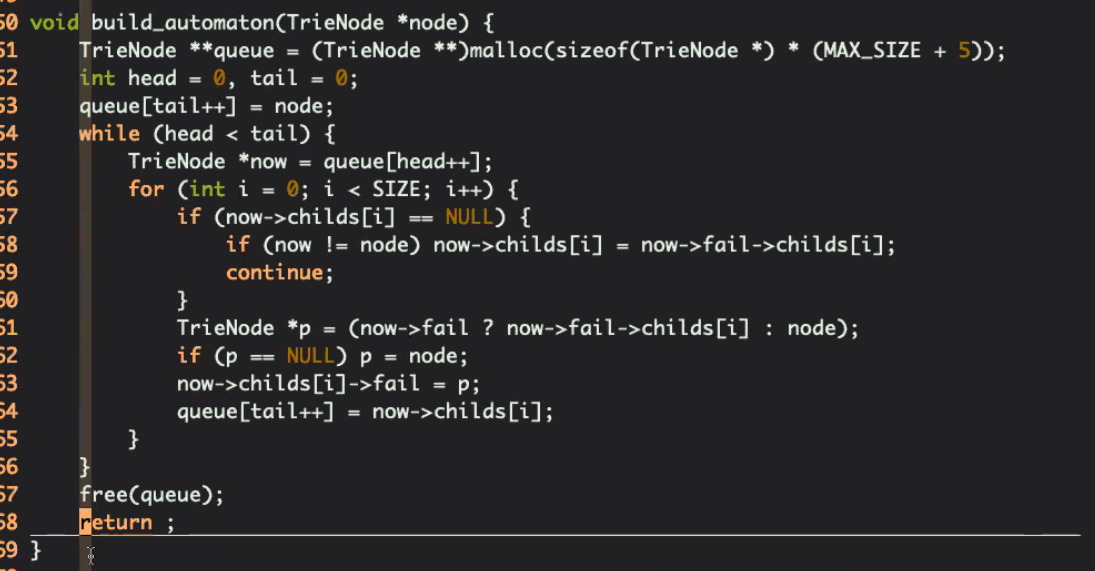 50 void build_automaton(TrieNode *node) {
51     TrieNode **queue = (TrieNode **)malloc(sizeof(TrieNode *) * (MAX_SIZE + 5));
52     int head = 0, tail = 0;
53     queue[tail++] = node;
54     while (head < tail) {
55         TrieNode *now = queue[head++];
56         for (int i = 0; i < SIZE; i++) {
57             if (now->childs[i] == NULL) {
58                 if (now != node) now->childs[i] = now->fail->childs[i];
59                 continue;
60             }
61             TrieNode *p = (now->fail ? now->fail->childs[i] : node);
62             if (p == NULL) p = node;
63             now->childs[i]->fail = p;
64             queue[tail++] = now->childs[i];
65         }
66     }
67     free(queue);
68     return ;
69 }